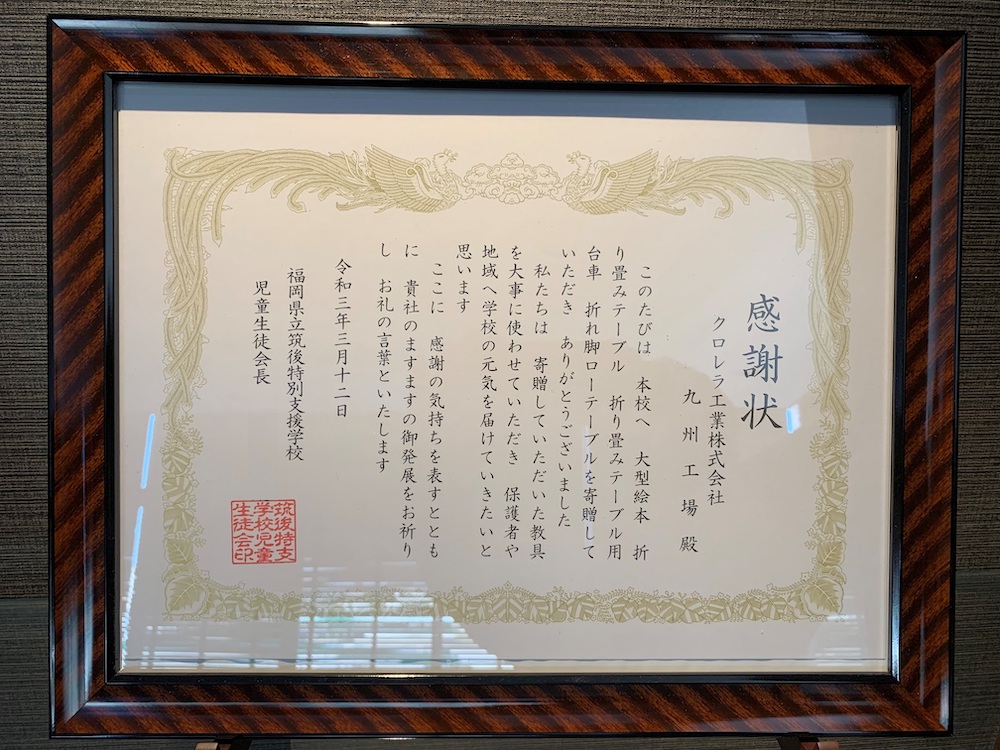 感謝状
クロレラ工業株式会社
九州工場 殿
このたびは 本校へ 大型絵本 折
り畳みテーブル 折り畳みテーブル用
台車 折れ脚ローテーブルを寄贈して
いただき ありがとうございました
私たちは 寄贈していただいた教具
を大事に使わせていただき 保護者や
地域へ学校の元気を届けていきたいと
思います
ここに 感謝の気持ちを表すととも
に 貴社のますますの御発展をお祈り
し お礼の言葉といたします
令和三年三月十二日
福岡県立筑後特別支援学校
児童生徒会長
筑後特支
学校児童
生徒会印